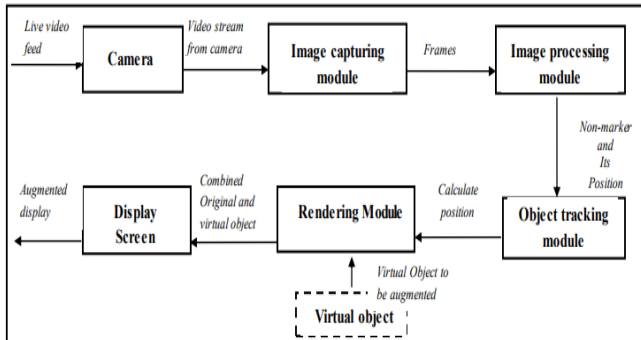 Live video
feed
Camera
Video stream
from camera
Image capturing
module
Frames
Image processing
module
Non-marker
and
Its
Position
Object tracking
module
Calculate
position
Rendering Module
Virtual Object to
be augmented
Virtual object
Combined
Original and
virtual object
Display
Screen
Augmented
display